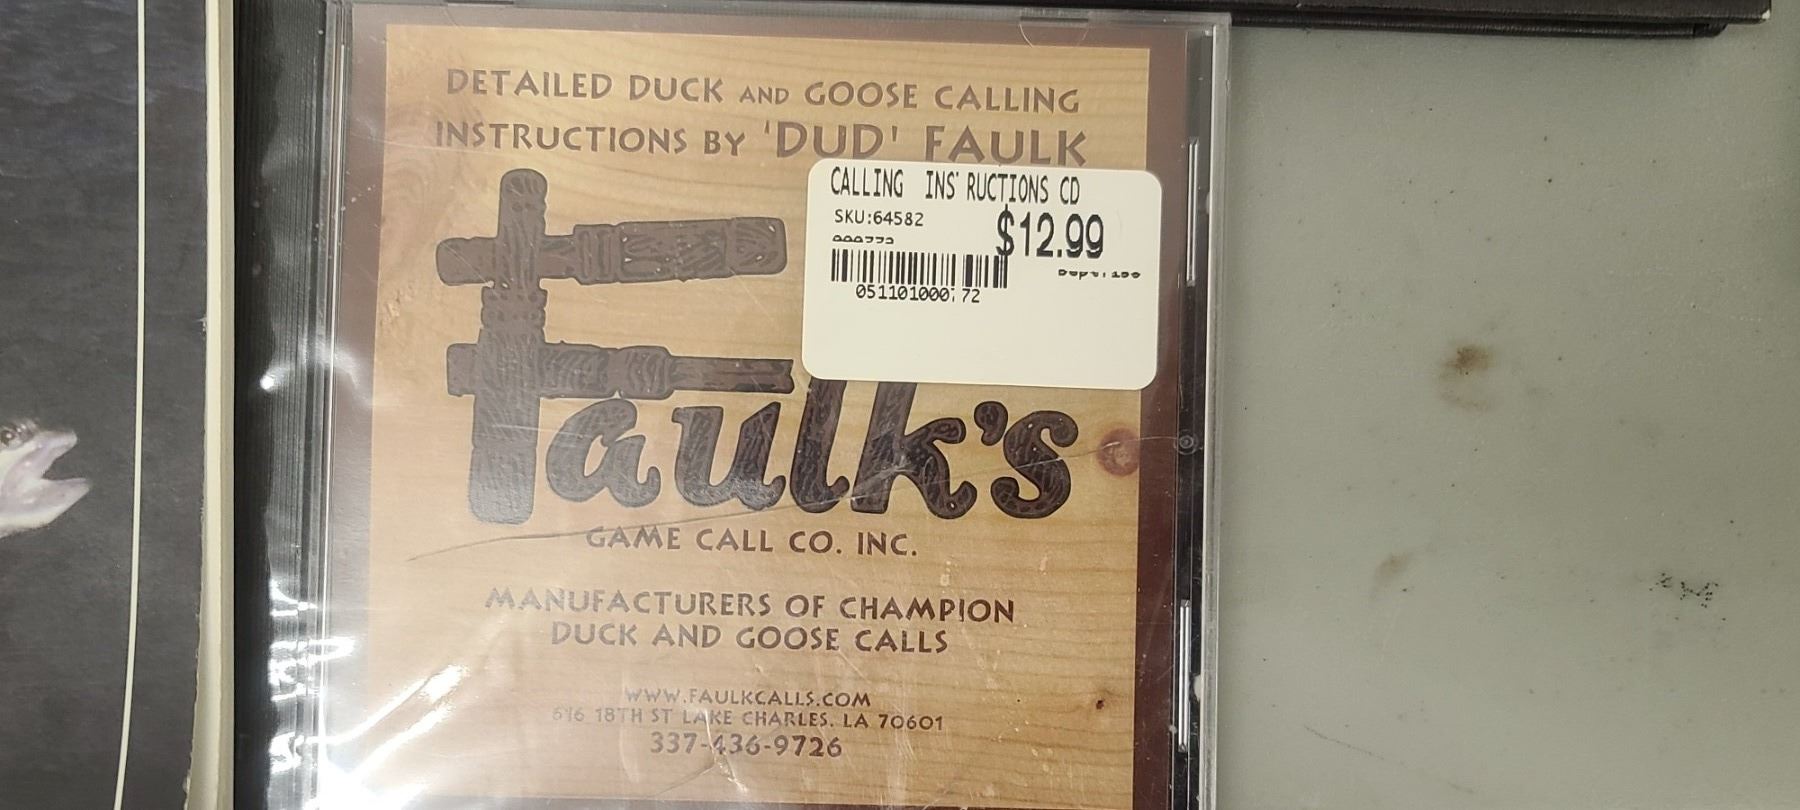 DETAILED DUCK AND GOOSE CALLING
INSTRUCTIONS BY 'DUD' FAULK
CALLING INS' RUCTIONS CD
SKU:64582
$12.99
051101000 72
Faulk's
GAME CALL CO. INC.
MANUFACTURERS OF CHAMPION
DUCK AND GOOSE CALLS
WWW.FAULKCALLS.COM
616 18TH ST LAKE CHARLES, LA 70601
337-436-9726